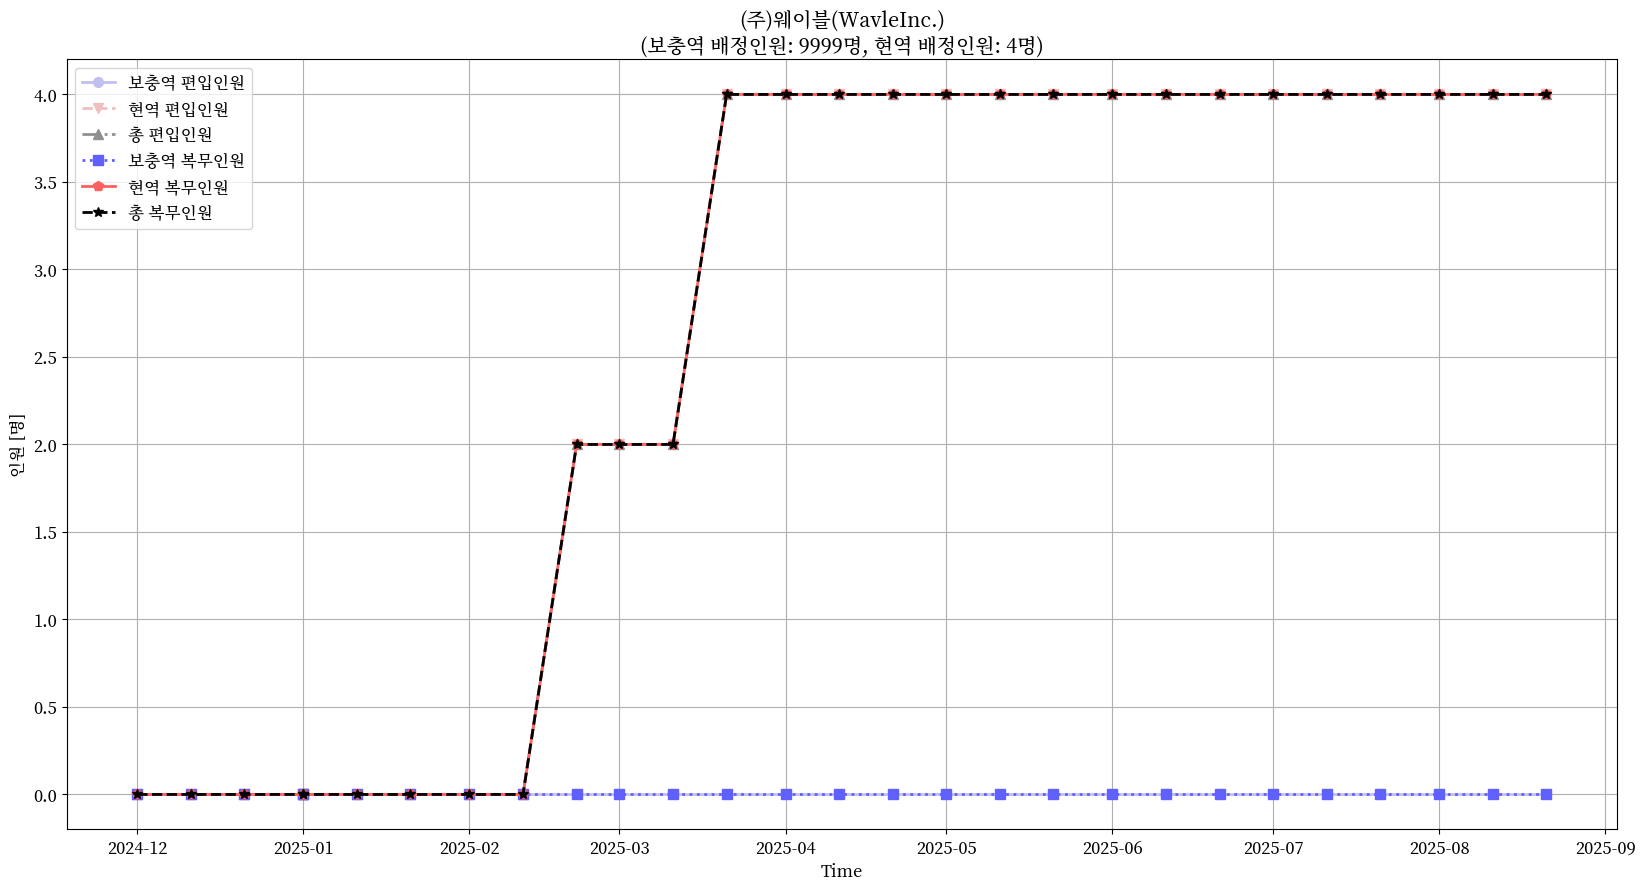 (주)웨이블(WavleInc.)
(보충역 배정인원: 9999명, 현역 배정인원: 4명)
보충역 편입인원
현역 편입인원
총 편입인원
보충역 복무인원
현역 복무인원
총 복무인원
4.0
3.5
3.0
2.5
2.0
1.5
1.0
0.5
0.0
인원 [명]
2024-12
2025-01
2025-02
2025-03
2025-04
2025-05
2025-06
2025-07
2025-08
2025-09
Time